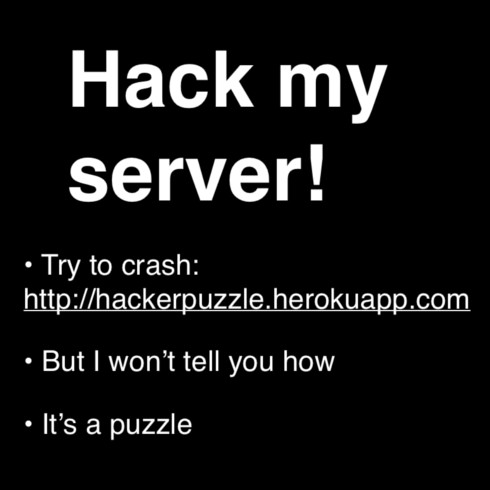 Hack my
server!
• Try to crash:
http://hackerpuzzle.herokuapp.com
• But I won’t tell you how
• It’s a puzzle